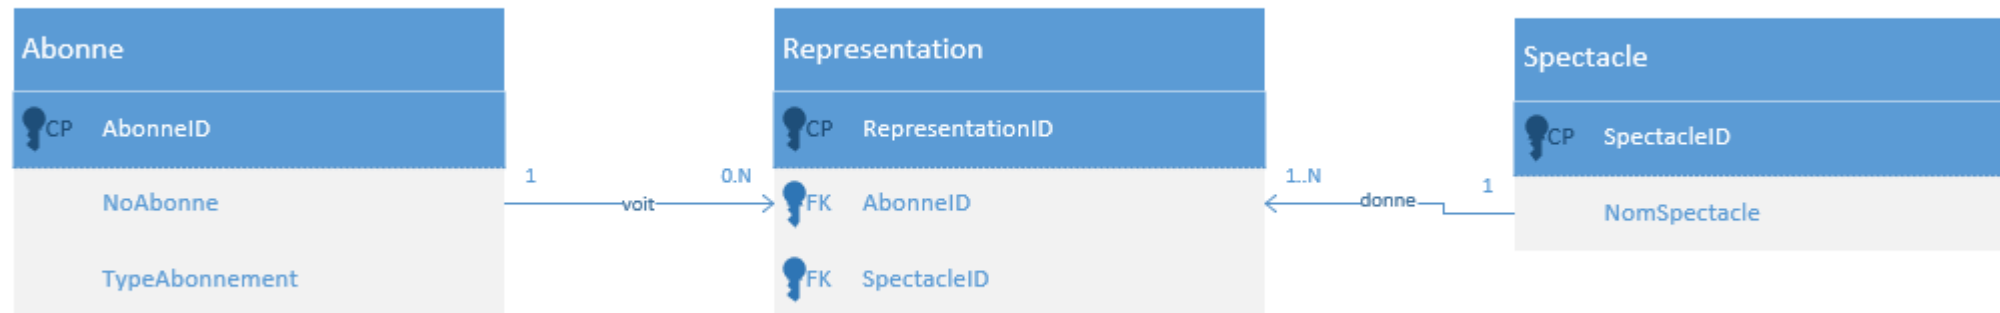 Abonne
CP AbonneID
NoAbonne
TypeAbonnement
1
voit
0.N
Representation
CP RepresentationID
FK AbonneID
FK SpectacleID
1..N
donne
1
Spectacle
CP SpectacleID
NomSpectacle